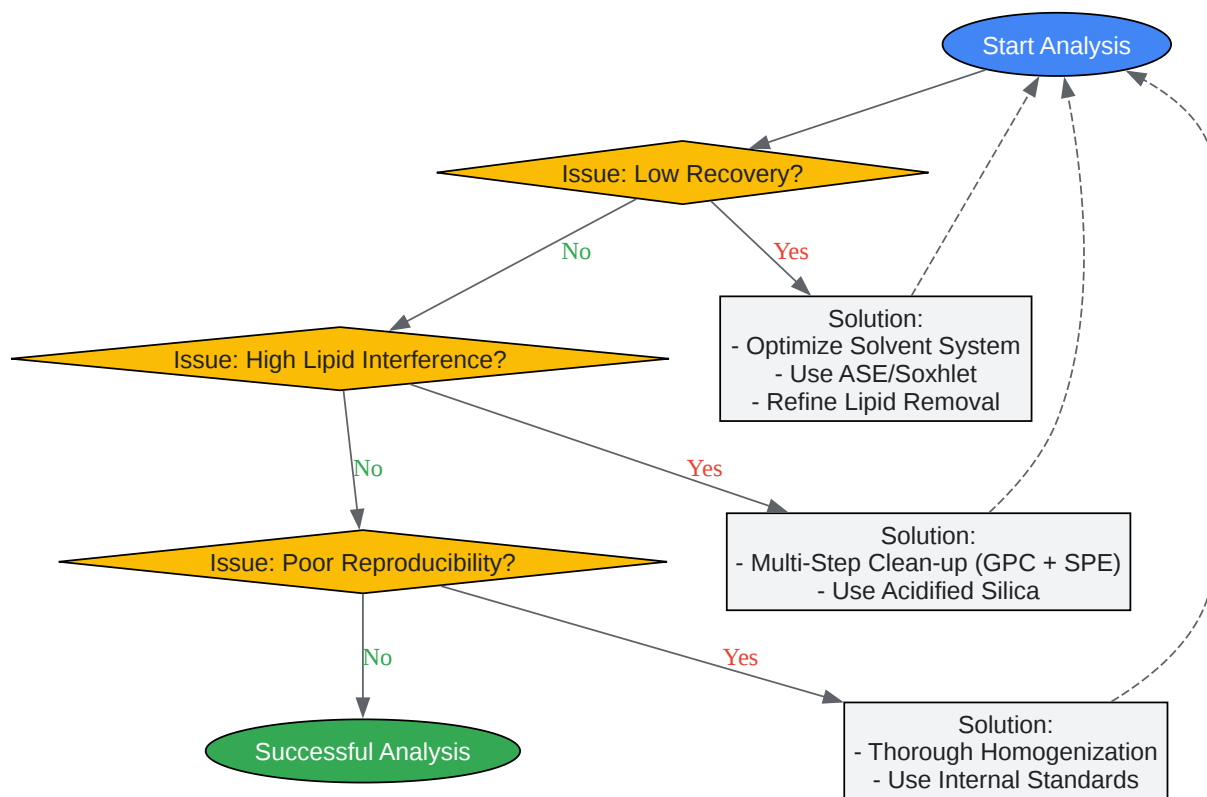 Start Analysis
Issue: Low Recovery?
No
Yes
Solution:
- Optimize Solvent System
- Use ASE/Soxhlet
- Refine Lipid Removal
Issue: High Lipid Interference?
No
Yes
Solution:
- Multi-Step Clean-up (GPC + SPE)
- Use Acidified Silica
Issue: Poor Reproducibility?
No
Yes
Solution:
- Thorough Homogenization
- Use Internal Standards
Successful Analysis